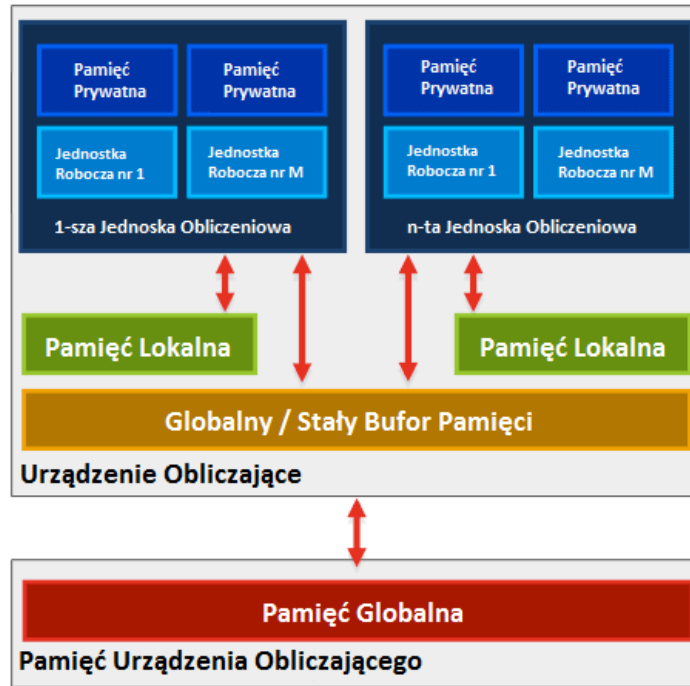 Pamięć
Prywatna
Pamięć
Prywatna
Jednostka
Robocza nr 1
Jednostka
Robocza nr M
1-sza Jednoska Obliczeniowa
Pamięć
Prywatna
Pamięć
Prywatna
Jednostka
Robocza nr 1
Jednostka
Robocza nr M
n-ta Jednoska Obliczeniowa
Pamięć Lokalna
Pamięć Lokalna
Globalny / Stały Bufor Pamięci
Urządzenie Obliczające
Pamięć Globalna
Pamięć Urządzenia Obliczającego